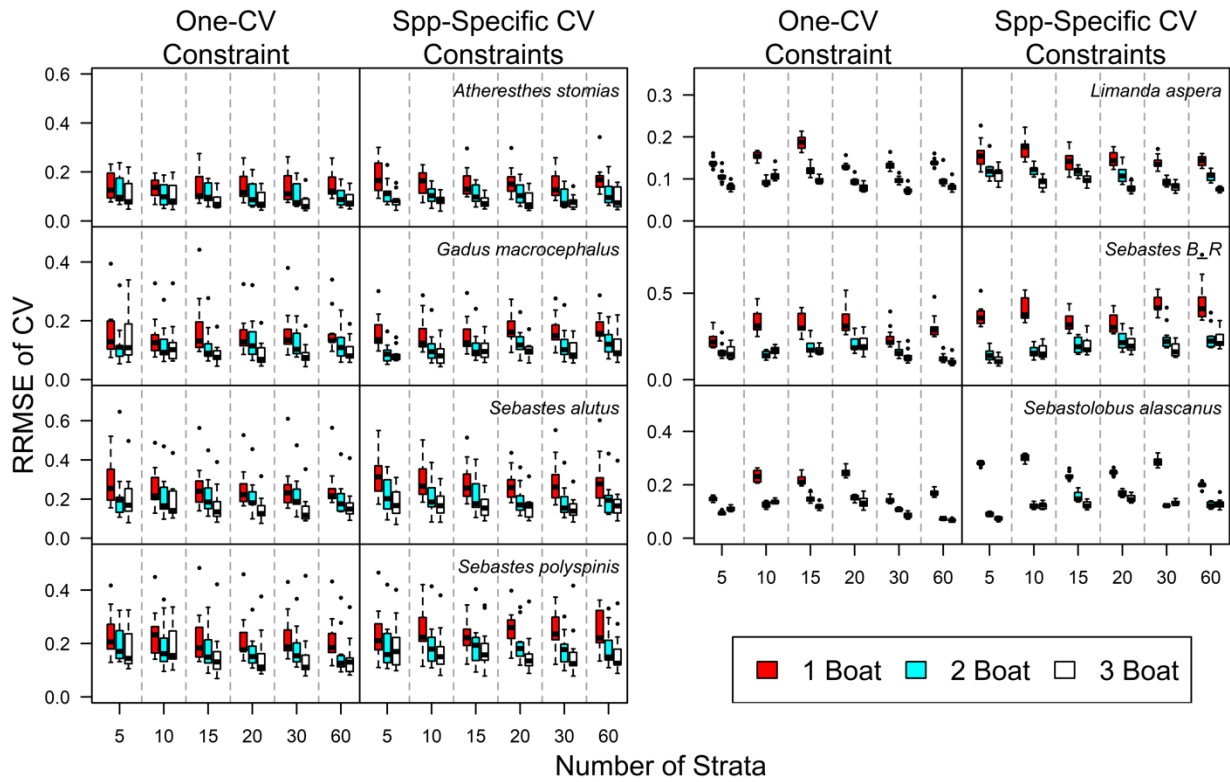 One-CV
Constraint
Spp-Specific CV
Constraints
One-CV
Constraint
Spp-Specific CV
Constraints
RRMSE of CV
0.6
0.4
0.2
0.0
Atheresthes stomias
0.4
0.2
0.0
Gadus macrocephalus
0.6
0.4
0.2
0.0
Sebastes alutus
0.4
0.2
0.0
Sebastes polyspinis
5 10 15 20 30 60
5 10 15 20 30 60
0.3
0.2
0.1
0.0
Limanda aspera
0.5
0.0
Sebastes B_R
0.4
0.2
0.0
Sebastolobus alascanus
5 10 15 20 30 60
5 10 15 20 30 60
1 Boat 2 Boat 3 Boat
Number of Strata